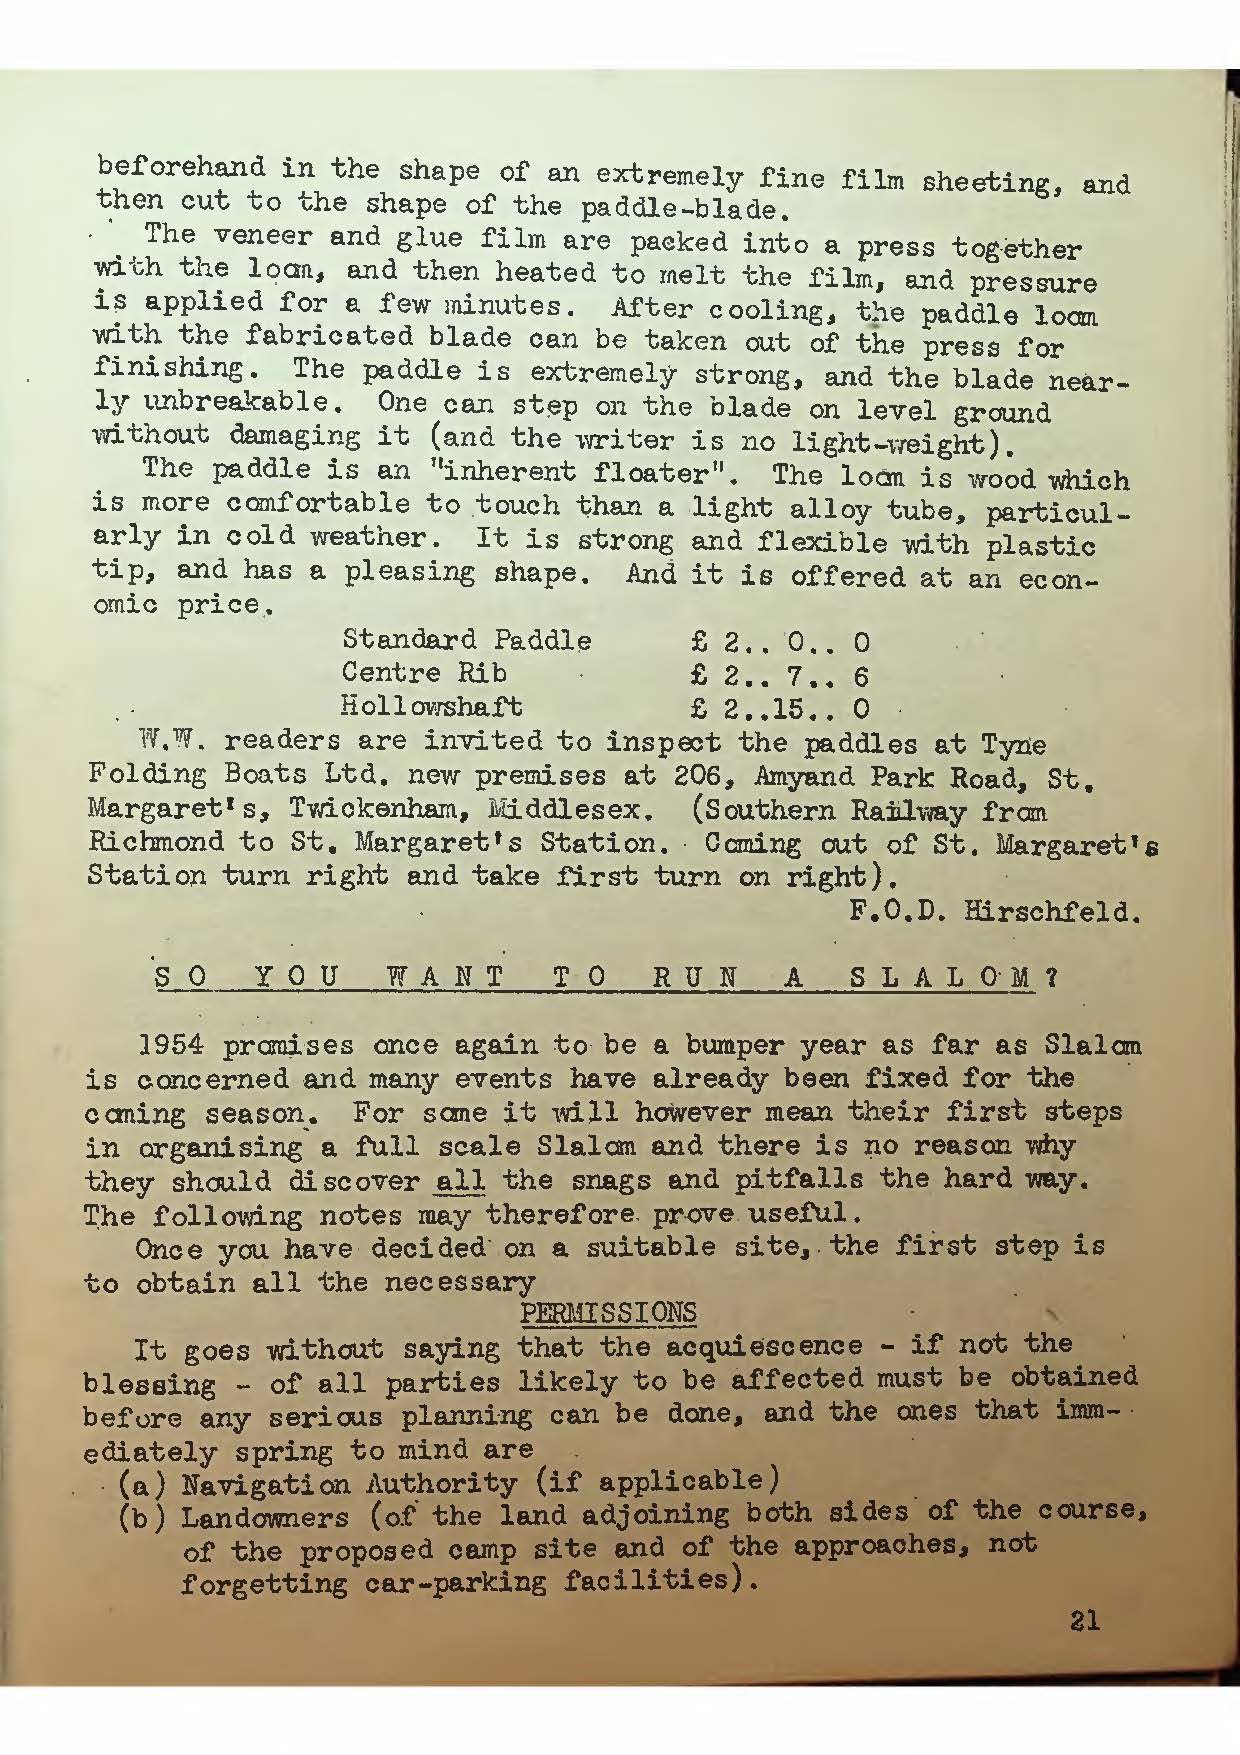 beforehand in the shape of an extremely fine film sheeting, and
then cut to the shape of the paddle-blade.
The veneer and glue film are packed into a press together
with the loom, and then heated to melt the film, and pressure
is applied for a few minutes. After cooling, the paddle loom
with the fabricated blade can be taken out of the press for
finishing. The paddle is extremely strong, and the blade near-
ly unbreakable. One can step on the blade on level ground
without damaging it (and the writer is no light-weight).
The paddle is an "inherent floater". The loom is wood which
is more comfortable to touch than a light alloy tube, particul-
arly in cold weather. It is strong and flexible with plastic
tip, and has a pleasing shape. And it is offered at an econ-
omic price.
Standard Paddle £ 2.. 0.. 0
Centre Rib £ 2.. 7.. 6
Hollowshaft £ 2..15.. 0
W.W. readers are invited to inspect the paddles at Tyne
Folding Boats Ltd. new premises at 206, Amyand Park Road, St.
Margaret's, Twickenham, Middlesex. (Southern Railway from
Richmond to St. Margaret's Station. Coming out of St. Margaret's
Station turn right and take first turn on right).
F.O.D. Hirschfeld.
SO YOU WANT TO RUN A SLALOM?
1954 promises once again to be a bumper year as far as Slalom
is concerned and many events have already been fixed for the
coming season. For some it will however mean their first steps
in organising a full scale Slalom and there is no reason why
they should discover all the snags and pitfalls the hard way.
The following notes may therefore prove useful.
Once you have decided on a suitable site, the first step is
to obtain all the necessary
PERMISSIONS
It goes without saying that the acquiescence - if not the
blessing - of all parties likely to be affected must be obtained
before any serious planning can be done, and the ones that imm-
ediately spring to mind are
(a) Navigation Authority (if applicable)
(b) Landowners (of the land adjoining both sides of the course,
of the proposed camp site and of the approaches, not
forgetting car-parking facilities).
21